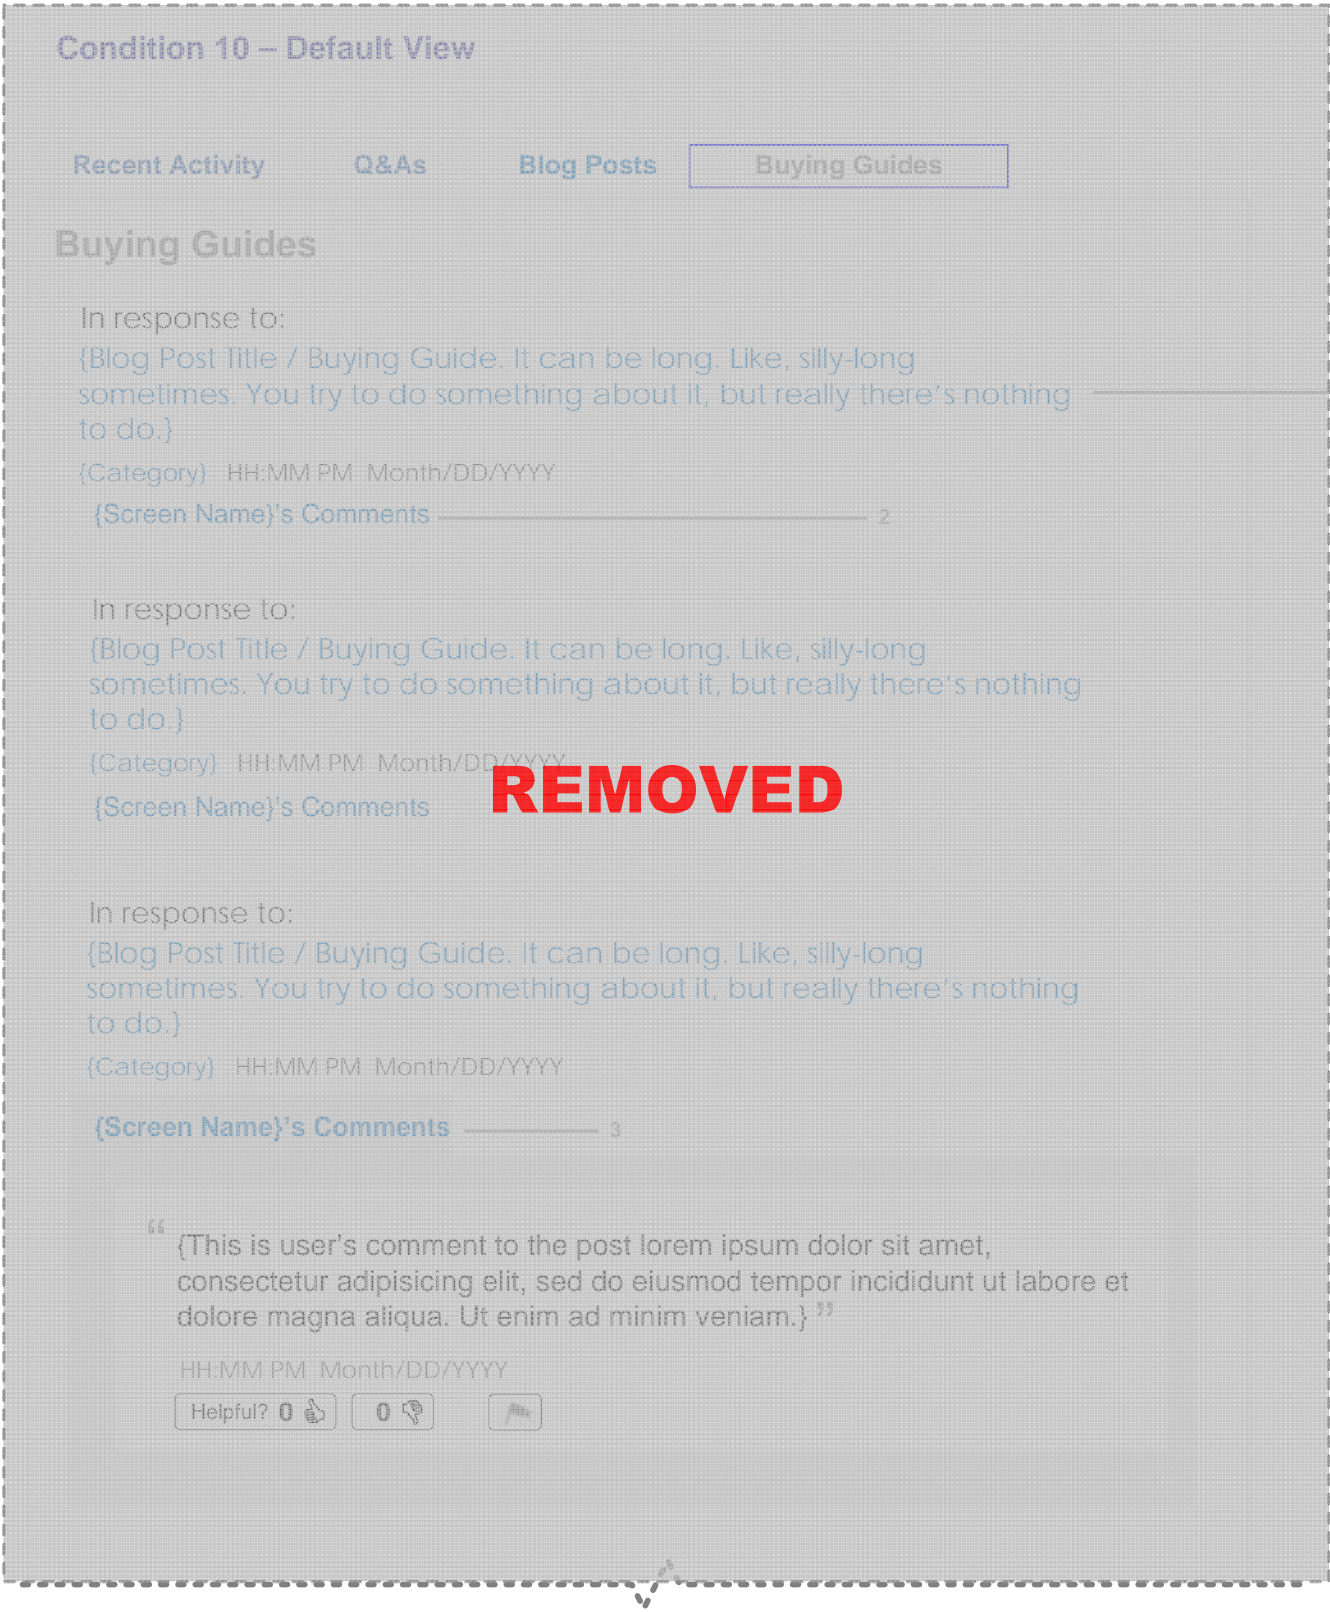 Condition 10 – Default View
Recent Activity Q&As Blog Posts Buying Guides
Buying Guides
In response to:
{Blog Post Title / Buying Guide. It can be long. Like, silly-long
sometimes. You try to do something about it, but really there's nothing
to do.}
{Category} HH:MM PM Month/DD/YYYY
{Screen Name}'s Comments 2
In response to:
{Blog Post Title / Buying Guide. It can be long. Like, silly-long
sometimes. You try to do something about it, but really there's nothing
to do.}
{Category} HH:MM PM Month/DD/YYYY
REMOVED
{Screen Name}'s Comments
In response to:
{Blog Post Title / Buying Guide. It can be long. Like, silly-long
sometimes. You try to do something about it, but really there's nothing
to do.}
{Category} HH:MM PM Month/DD/YYYY
{Screen Name}’s Comments 3
“ {This is user’s comment to the post lorem ipsum dolor sit amet,
consectetur adipisicing elit, sed do eiusmod tempor incididunt ut labore et
dolore magna aliqua. Ut enim ad minim veniam.} ”
HH:MM PM Month/DD/YYYY
Helpful? 0 0